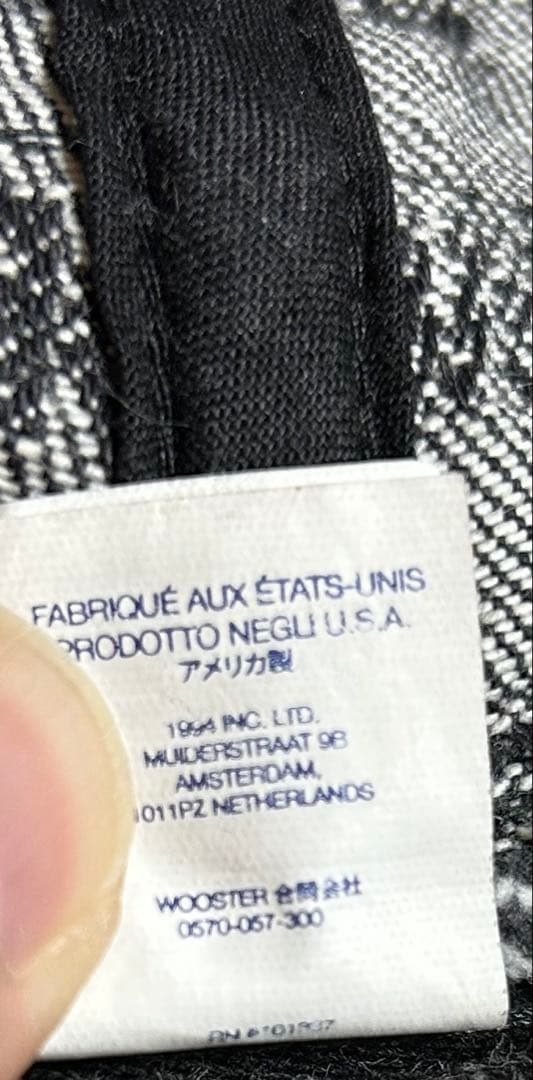 FABRIQUÉ AUX ÉTATS-UNIS
PRODOTTO NEGLI U.S.A.
アメリカ製
1994 INC. LTD.
MUIDERSTRAAT 9B
AMSTERDAM,
1011PZ NETHERLANDS
WOOSTER 合同会社
0570-057-300
RN #